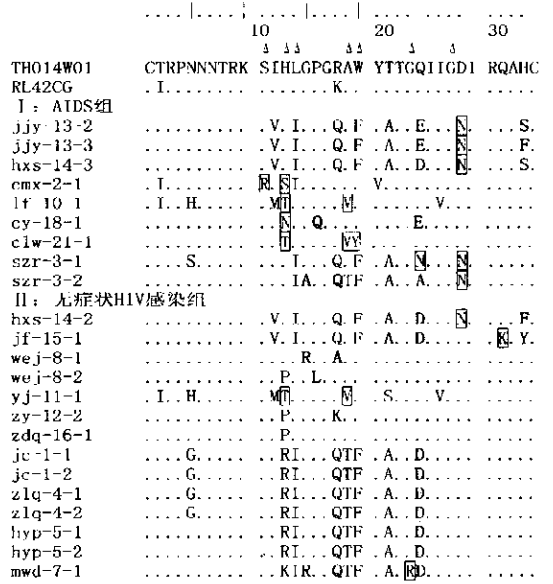 ....|....|....|....|....|....|....|
10 20 30
TH014W01 CTRPNNNTRK SIHLGPGRAW YTTGQIIGDI RQAHC
RL42CG .I........ .......K.. .......... .....
Ⅰ: AIDS组
jjy-13-2 .......... .V.I...Q.F .A..E...N. ...S.
jjy-13-3 .......... .V.I...Q.F .A..E...N. ...F.
hxs-14-3 .......... .V.I...Q.F .A..D...N. ...S.
cmx-2-1 .I........ R.SI...... V......... .....
lf-10-1 .I..H..... .MT.....V. ......V... .....
cy-18-1 .......... ..N..Q.... ....E..... .....
clw-21-1 .......... ..T.....VY .......... .....
szr-3-1 ....S..... ...I...Q.F .A..N...N. .....
szr-3-2 .......... ...IA..QTF .A..A...N. .....
Ⅱ: 无症状HIV感染组
hxs-14-2 .......... .V.I...Q.F .A..D...N. ...F.
jf-15-1 .......... .V.I...Q.F .A..D..... .K.Y.
wej-8-1 .......... ....R..A.. .......... .....
wej-8-2 .......... ..P..L.... .......... .....
yj-11-1 .I..H..... .MT.....V. .S....V... .....
zy-12-2 .......... ..P....K.. .......... .....
zdq-16-1 .......... ..P....... .......... .....
jc-1-1 ....G..... ..RI...QTF .A..D..... .....
jc-1-2 ....G..... ..RI...QTF .A..D..... .....
zlq-4-1 ....G..... ..RI...QTF .A..D..... .....
zlq-4-2 ....G..... ..RI...QTF .A..D..... .....
hyp-5-1 .......... ..RI...QTF .A..D..... .....
hyp-5-2 .......... ..RI...QTF .A..D..... .....
mwd-7-1 .......... ..KIR..QTF .A.RD..... .....